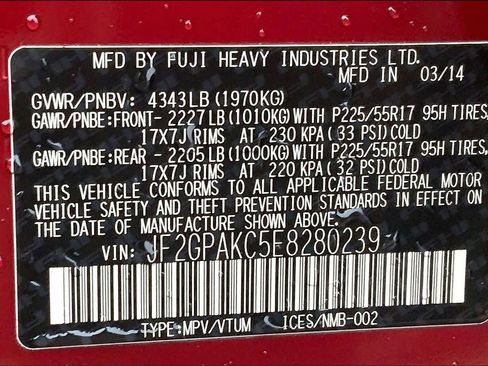 MFD BY FUJI HEAVY INDUSTRIES LTD.
MFD IN 03/14
GVWR/PNBV: 4343LB (1970KG)
GAWR/PNBE:FRONT- 2227 LB (1010KG) WITH P225/55R17 95H TIRES,
17X7J RIMS AT 230 KPA (33 PSI) COLD
GAWR/PNBE:REAR - 2205 LB (1000KG) WITH P225/55R17 95H TIRES,
17X7J RIMS AT 220 KPA (32 PSI) COLD
THIS VEHICLE CONFORMS TO ALL APPLICABLE FEDERAL MOTOR
VEHICLE SAFETY AND THEFT PREVENTION STANDARDS IN EFFECT ON
THE DATE OF MANUFACTURE SHOWN ABOVE.
VIN: JF2GPAKC5E8280239
TYPE:MPV/VTUM ICES/NMB-002